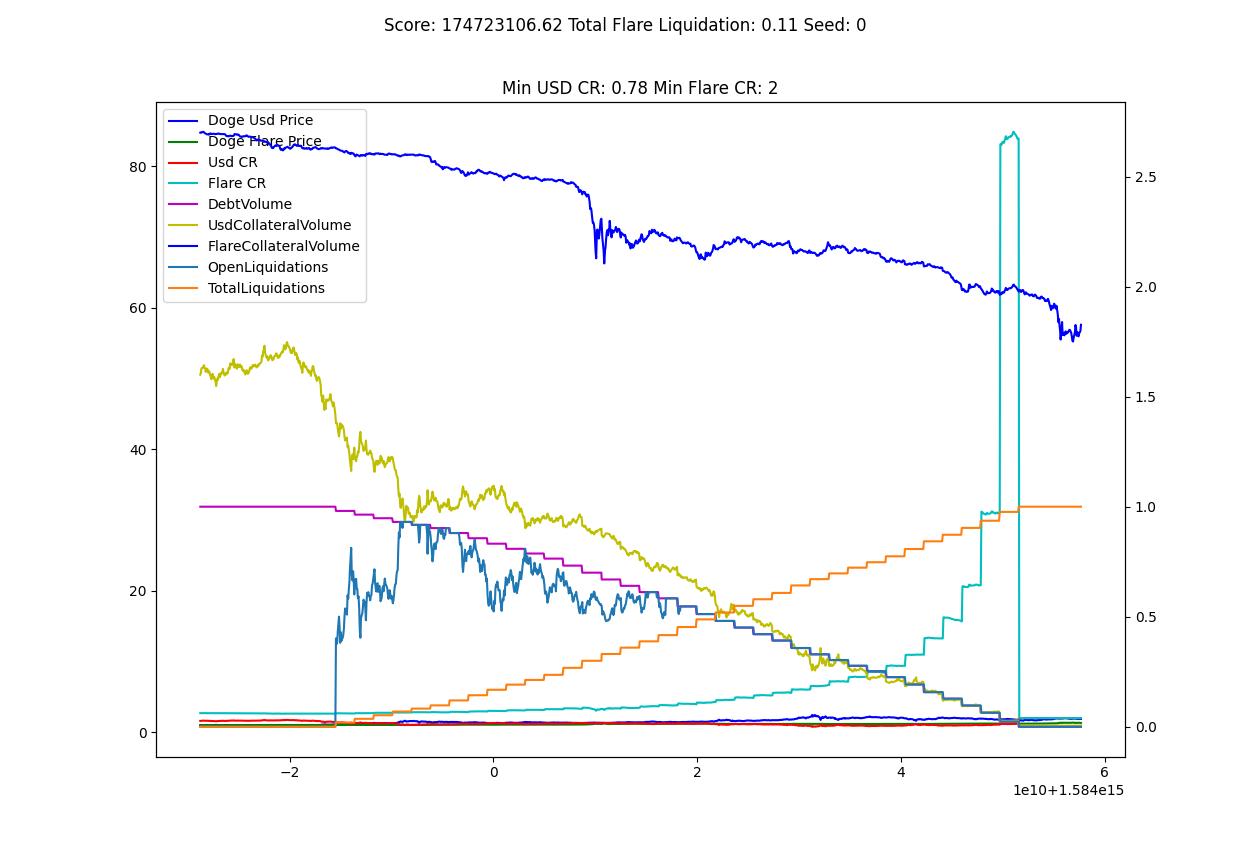 Score: 174723106.62 Total Flare Liquidation: 0.11 Seed: 0
Min USD CR: 0.78 Min Flare CR: 2
Doge Usd Price
Doge Flare Price
Usd CR
Flare CR
DebtVolume
UsdCollateralVolume
FlareCollateralVolume
OpenLiquidations
TotalLiquidations
80
60
40
20
0
2.5
2.0
1.5
1.0
0.5
0.0
−2 0 2 4 6
1e10+1.584e15